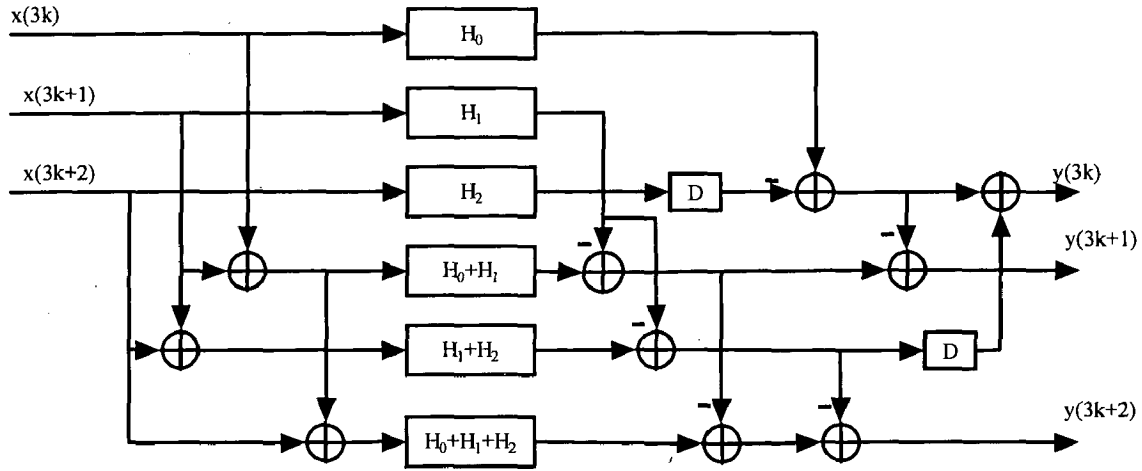 x(3k)
H₀
x(3k+1)
H₁
x(3k+2)
H₂
D
−
y(3k)
−
−
y(3k+1)
H₀+H₁
−
H₁+H₂
D
−
−
y(3k+2)
H₀+H₁+H₂